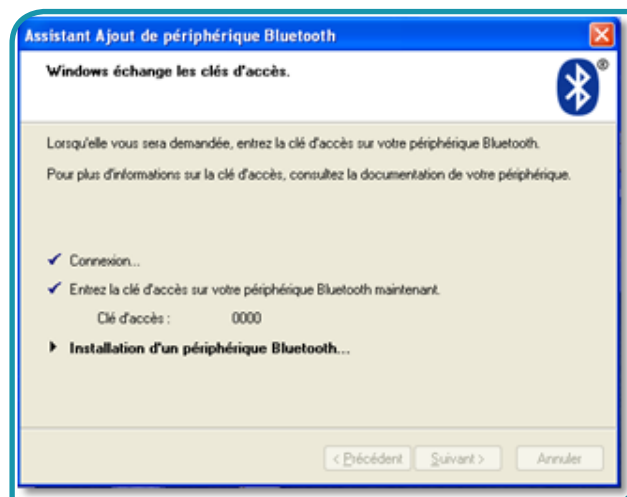 Assistant Ajout de périphérique Bluetooth
Windows échange les clés d'accès.
®
Lorsqu'elle vous sera demandée, entrez la clé d'accès sur votre périphérique Bluetooth.
Pour plus d'informations sur la clé d'accès, consultez la documentation de votre périphérique.
Connexion...
Entrez la clé d'accès sur votre périphérique Bluetooth maintenant.
Clé d'accès : 0000
Installation d'un périphérique Bluetooth...
< Précédent Suivant > Annuler